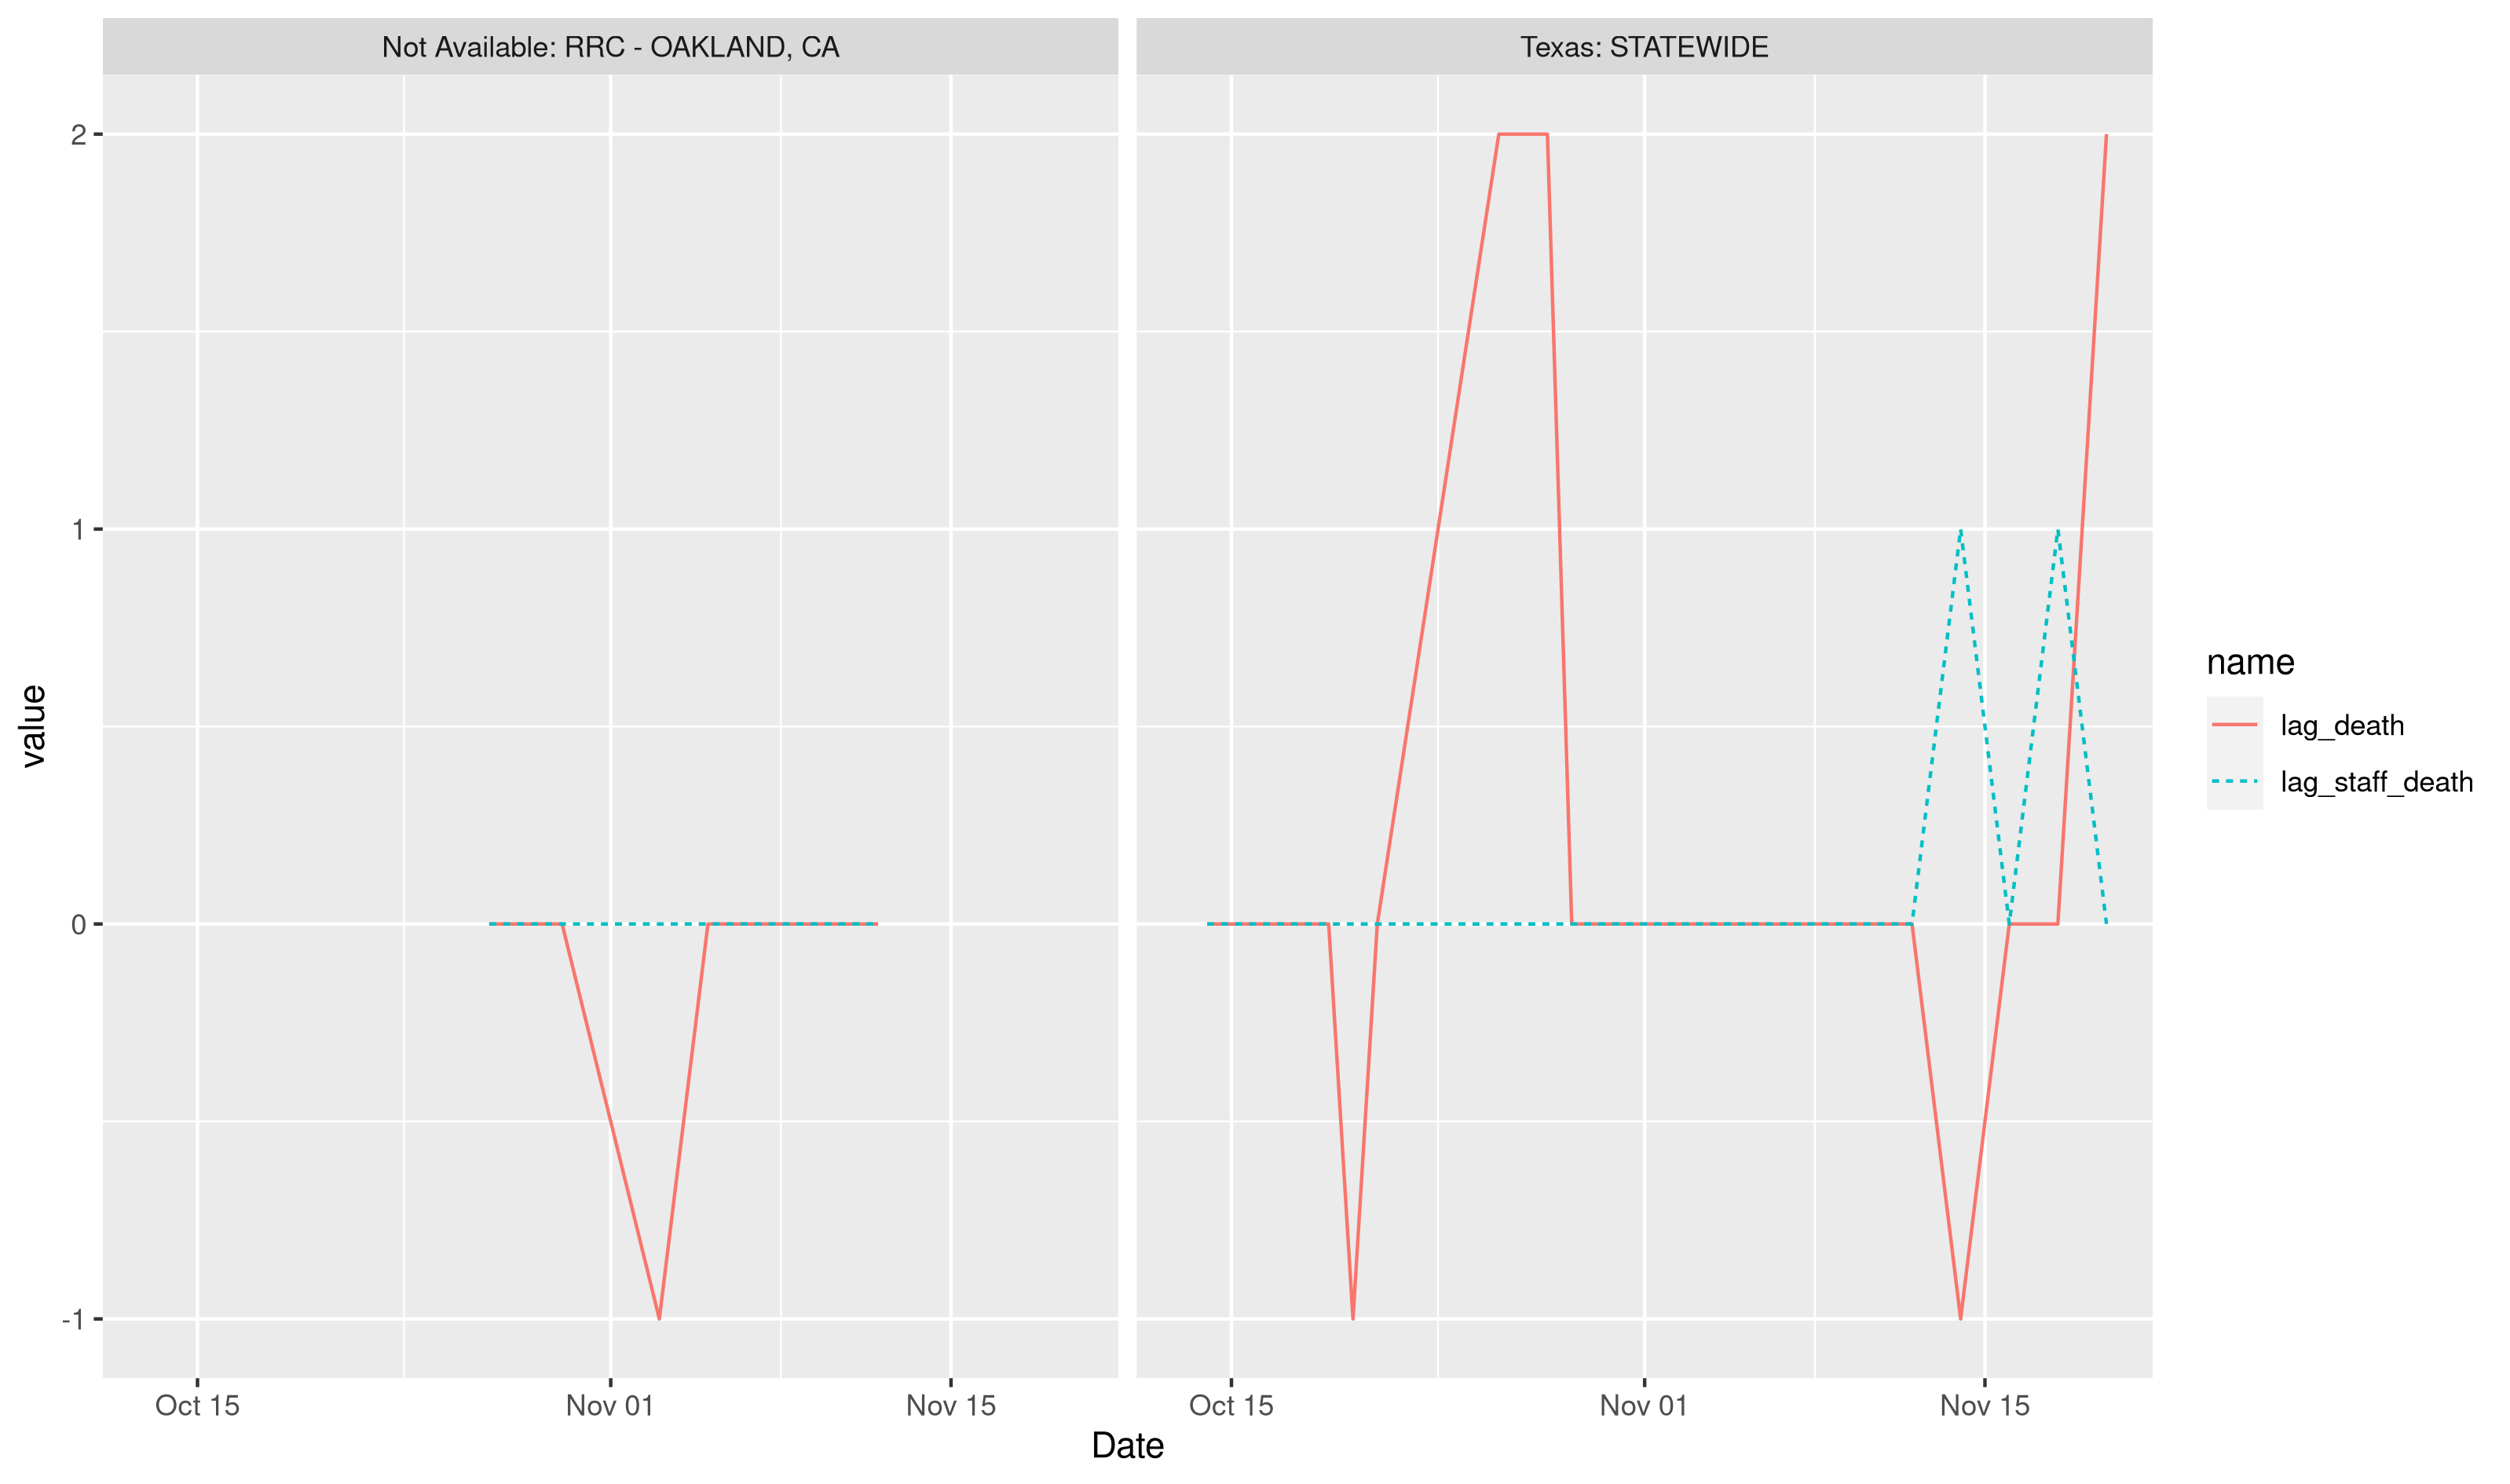 Not Available: RRC - OAKLAND, CA
Texas: STATEWIDE
2
1
0
-1
value
Oct 15
Nov 01
Nov 15
Oct 15
Nov 01
Nov 15
Date
name
lag_death
lag_staff_death